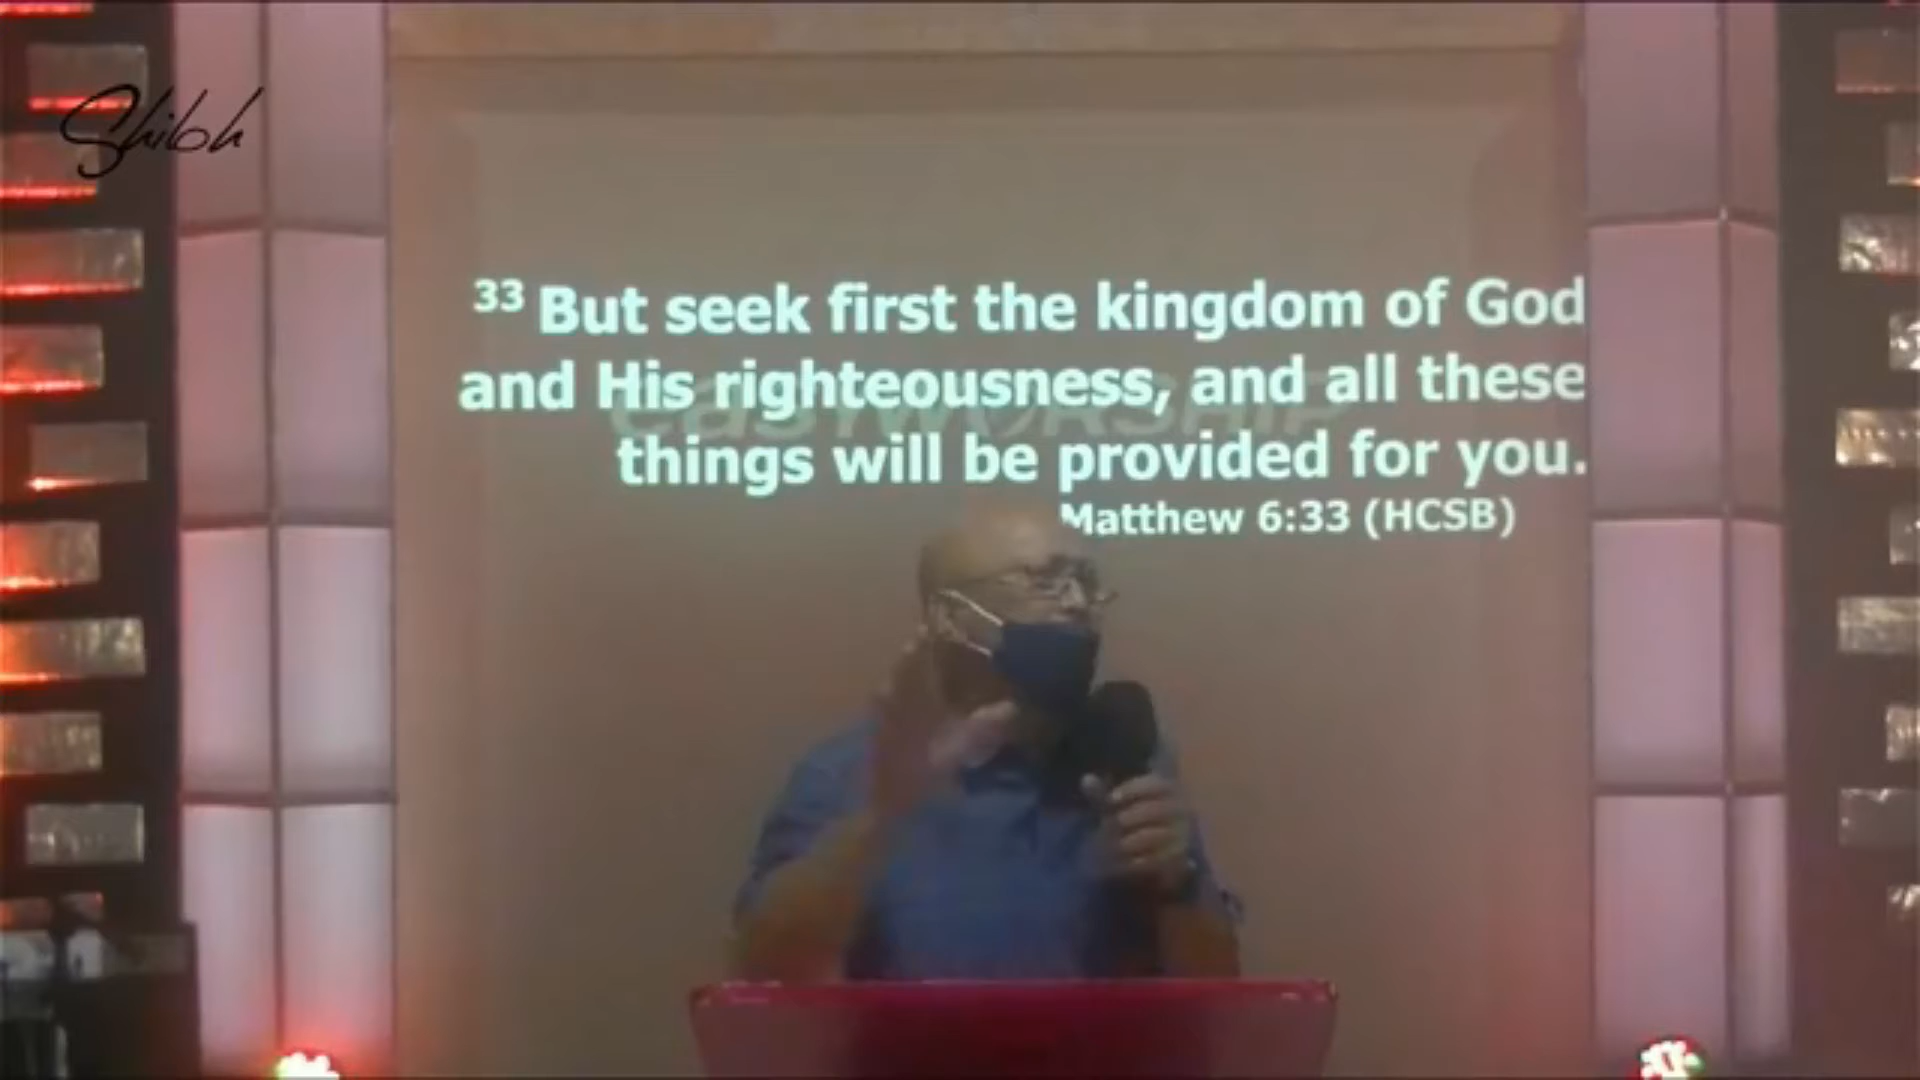 Shiloh
33 But seek first the kingdom of God
and His righteousness, and all these
things will be provided for you.
Matthew 6:33 (HCSB)
easyWORSHIP